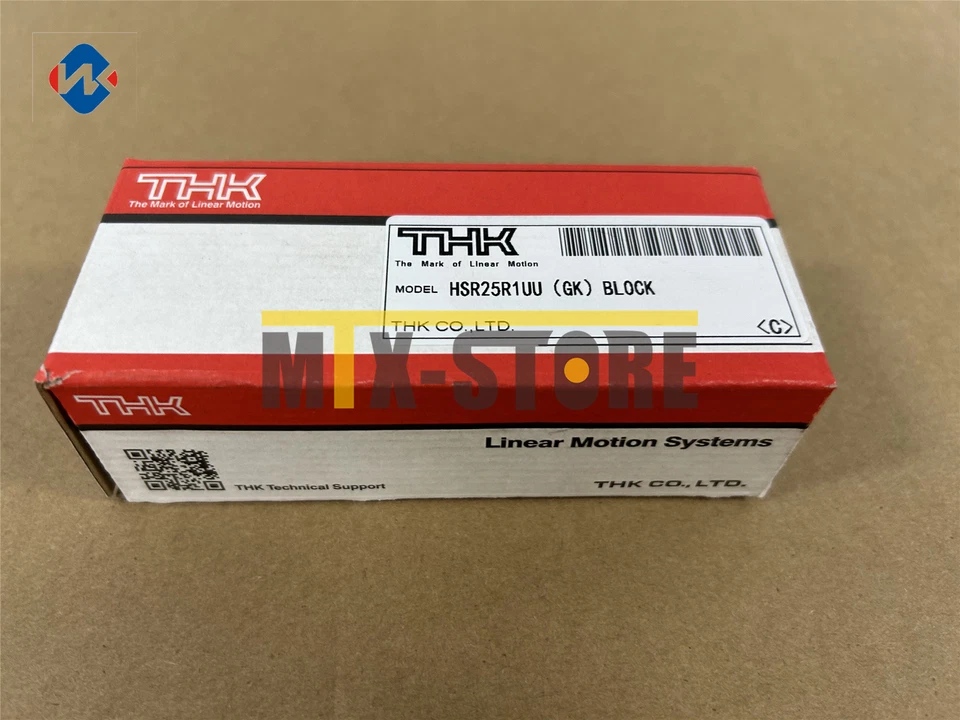 THK
The Mark of Linear Motion
THK
The Mark of Linear Motion
MODEL HSR25R1UU (GK) BLOCK
THK CO.,LTD. <C>
MTX-STORE
THK
Linear Motion Systems
THK Technical Support
THK CO., LTD.